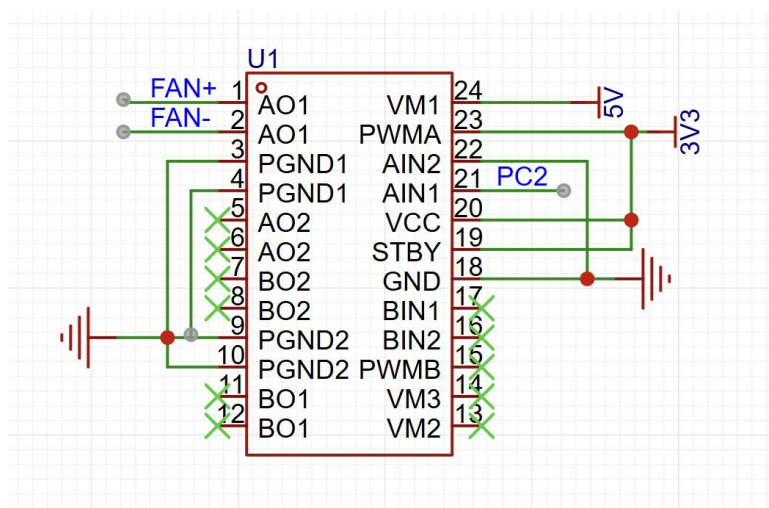 U1
FAN+ 1 AO1 VM1 24 5V
FAN- 2 AO1 PWMA 23 3V3
3 PGND1 AIN2 22
4 PGND1 AIN1 21 PC2
5 AO2 VCC 20
6 AO2 STBY 19
7 BO2 GND 18
8 BO2 BIN1 17
9 PGND2 BIN2 16
10 PGND2 PWMB 15
11 BO1 VM3 14
12 BO1 VM2 13